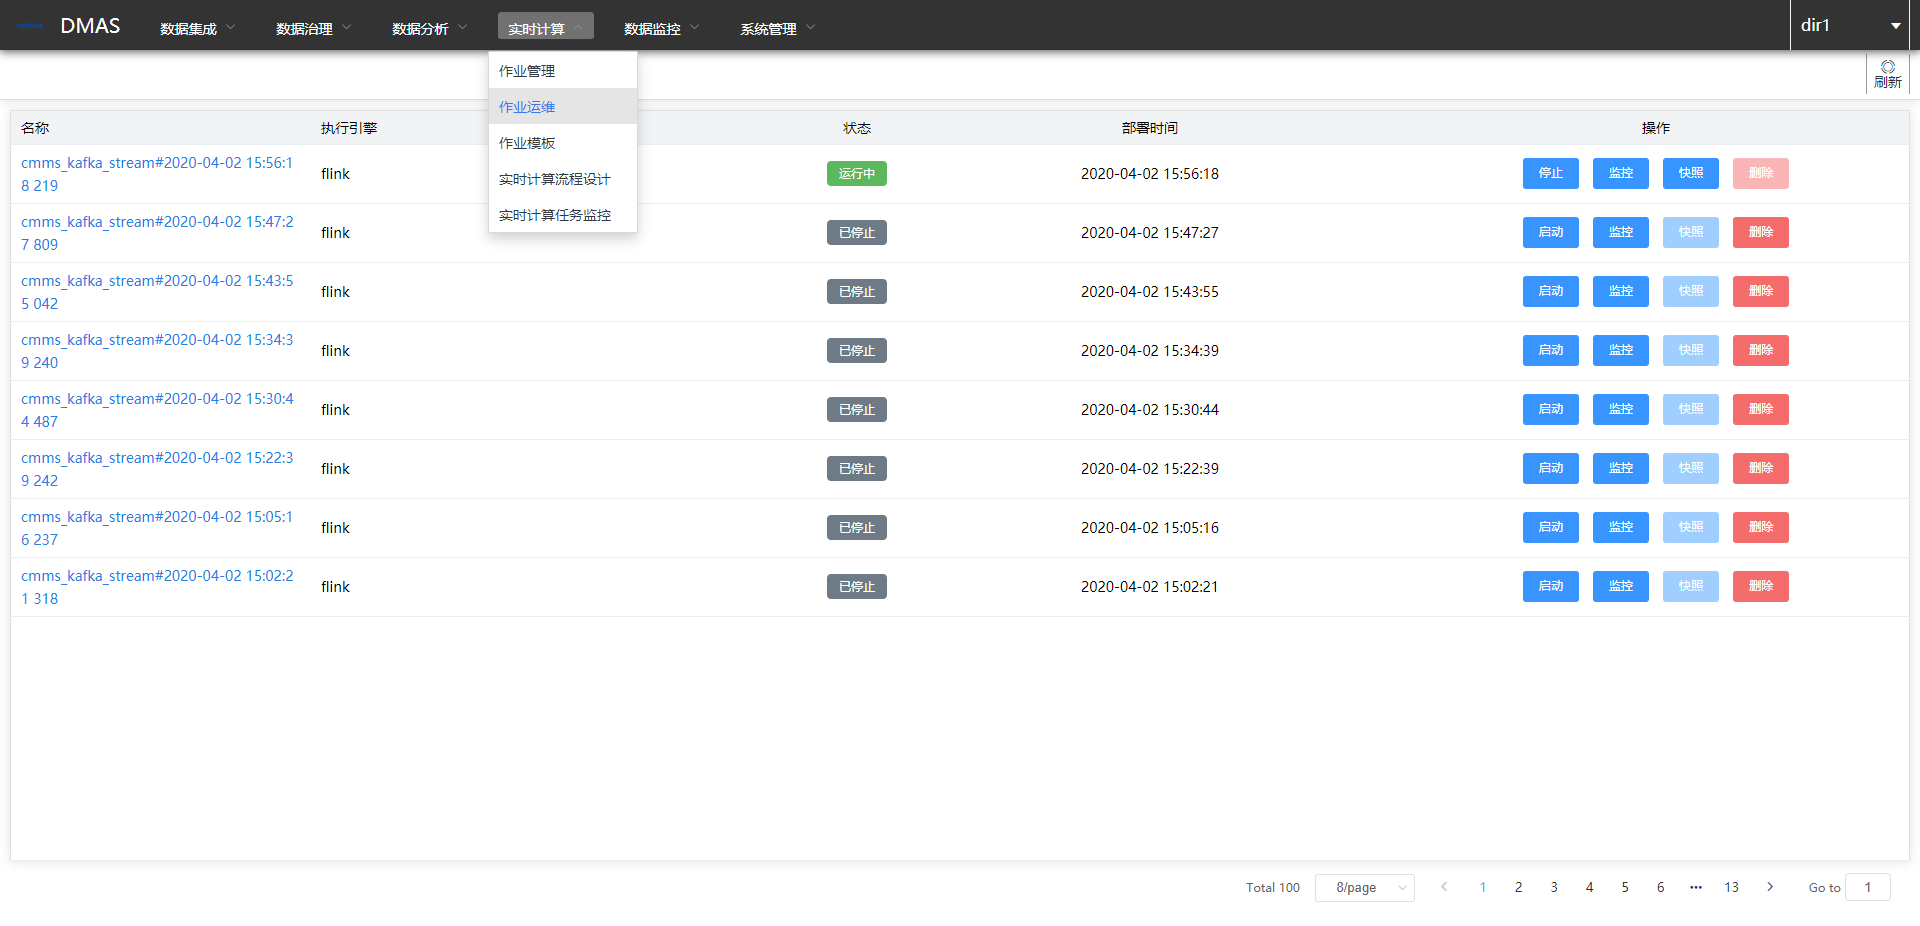 DMAS 数据集成 数据治理 数据分析 实时计算 数据监控 系统管理 dir1
作业管理
作业运维
作业模板
实时计算流程设计
实时计算任务监控
刷新
名称 执行引擎 状态 部署时间 操作
cmms_kafka_stream#2020-04-02 15:56:1
8 219
flink 运行中 2020-04-02 15:56:18 停止 监控 快照 删除
cmms_kafka_stream#2020-04-02 15:47:2
7 809
flink 已停止 2020-04-02 15:47:27 启动 监控 快照 删除
cmms_kafka_stream#2020-04-02 15:43:5
5 042
flink 已停止 2020-04-02 15:43:55 启动 监控 快照 删除
cmms_kafka_stream#2020-04-02 15:34:3
9 240
flink 已停止 2020-04-02 15:34:39 启动 监控 快照 删除
cmms_kafka_stream#2020-04-02 15:30:4
4 487
flink 已停止 2020-04-02 15:30:44 启动 监控 快照 删除
cmms_kafka_stream#2020-04-02 15:22:3
9 242
flink 已停止 2020-04-02 15:22:39 启动 监控 快照 删除
cmms_kafka_stream#2020-04-02 15:05:1
6 237
flink 已停止 2020-04-02 15:05:16 启动 监控 快照 删除
cmms_kafka_stream#2020-04-02 15:02:2
1 318
flink 已停止 2020-04-02 15:02:21 启动 监控 快照 删除
Total 100 8/page 1 2 3 4 5 6 ••• 13 Go to 1